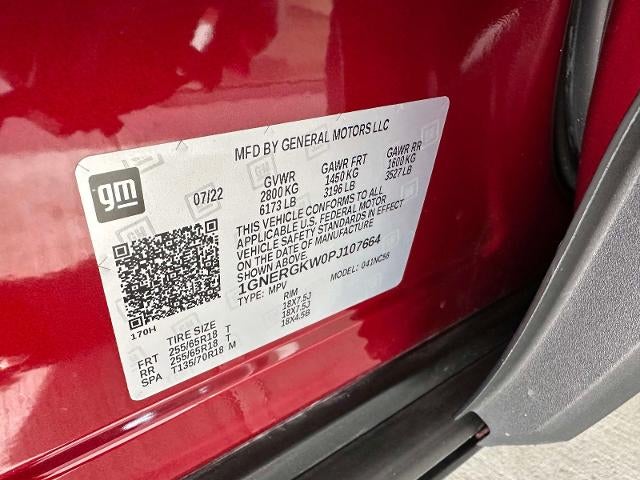 MFD BY GENERAL MOTORS LLC
gm
07/22
GVWR GAWR FRT GAWR RR
2800 KG 1450 KG 1600 KG
6173 LB 3196 LB 3527 LB
THIS VEHICLE CONFORMS TO ALL
APPLICABLE U.S. FEDERAL MOTOR
VEHICLE SAFETY STANDARDS IN EFFECT
ON THE DATE OF MANUFACTURE
SHOWN ABOVE.
1GNERGKW0PJ107664
TYPE: MPV MODEL: 041NC56
170H
TIRE SIZE RIM
FRT 255/65R18 T 18X7.5J
RR 255/65R18 T 18X7.5J
SPA T135/70R18 M 18X4.5B